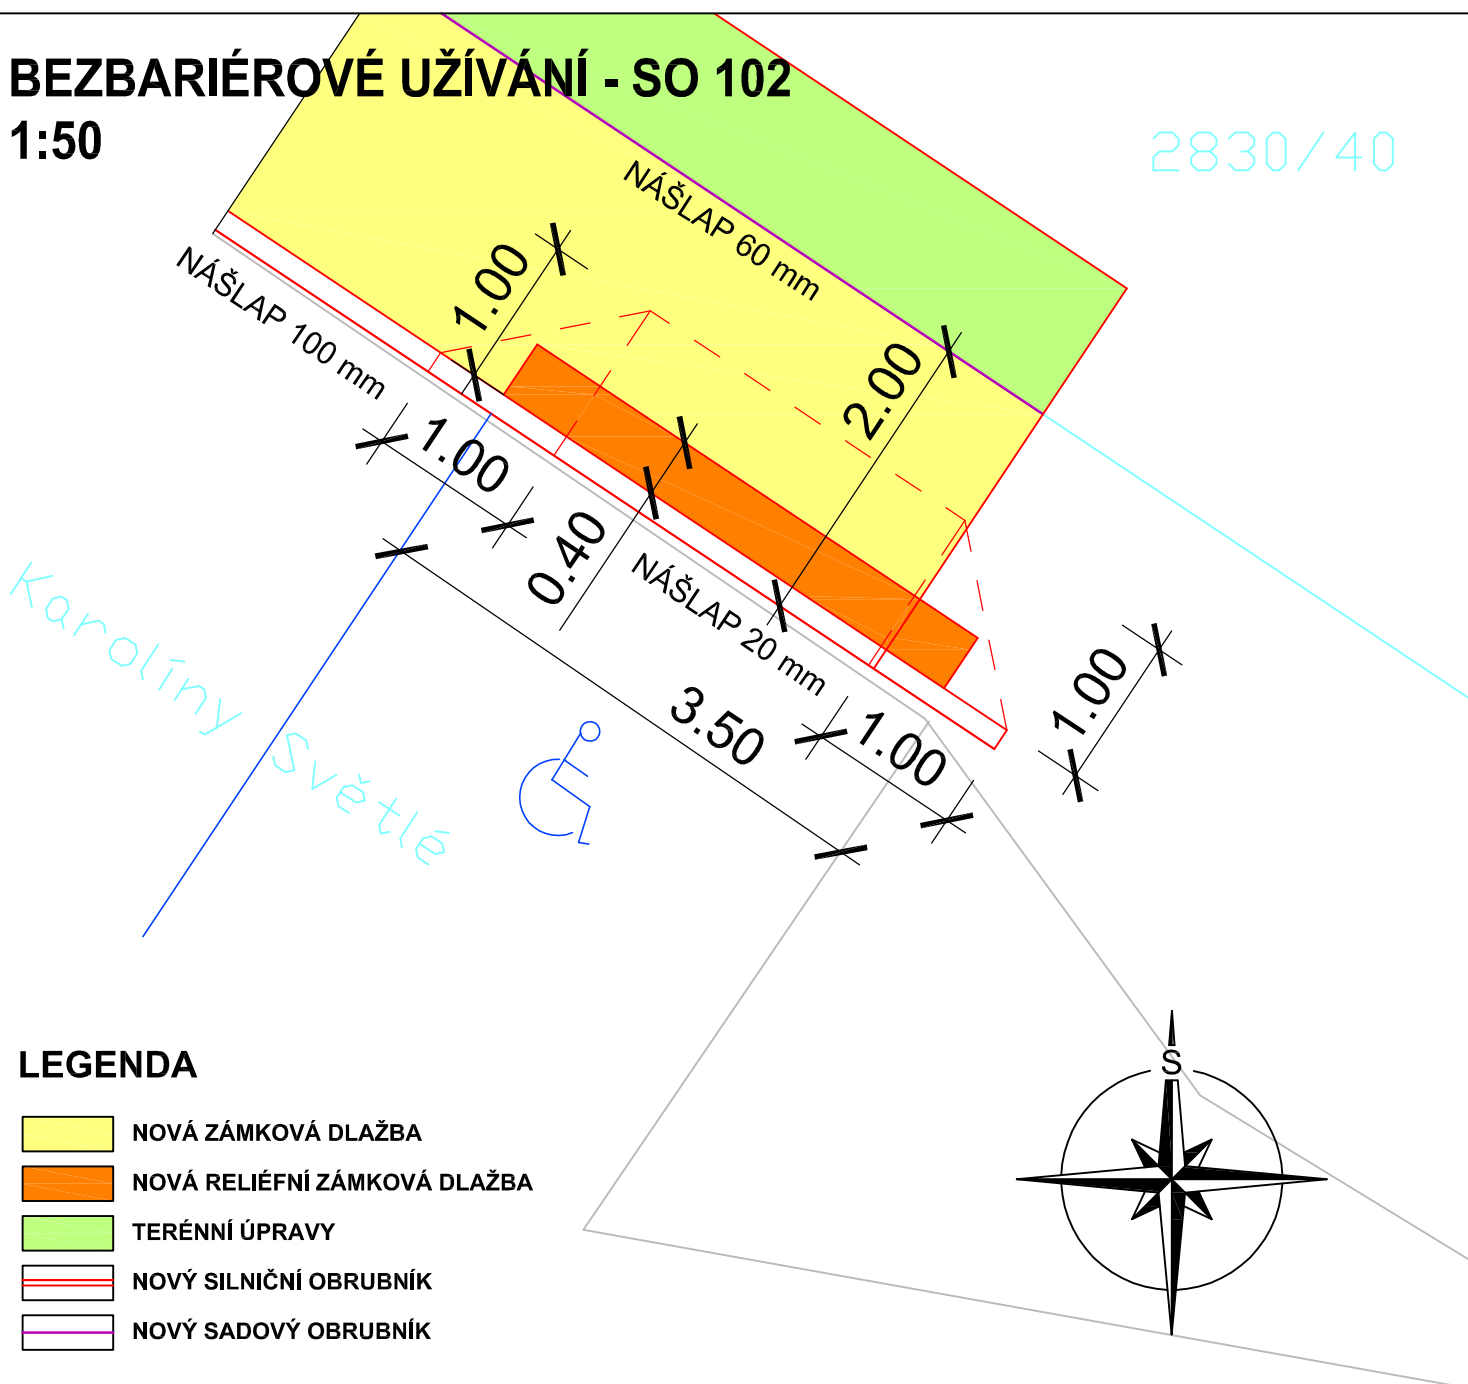 BEZBARIÉROVÉ UŽÍVÁNÍ - SO 102
1:50
2830/40
NÁŠLAP 60 mm
NÁŠLAP 100 mm
1.00
2.00
1.00
0.40
NÁŠLAP 20 mm
3.50
1.00
1.00
Karolíny Světlé
S
LEGENDA
NOVÁ ZÁMKOVÁ DLAŽBA
NOVÁ RELIÉFNÍ ZÁMKOVÁ DLAŽBA
TERÉNNÍ ÚPRAVY
NOVÝ SILNIČNÍ OBRUBNÍK
NOVÝ SADOVÝ OBRUBNÍK